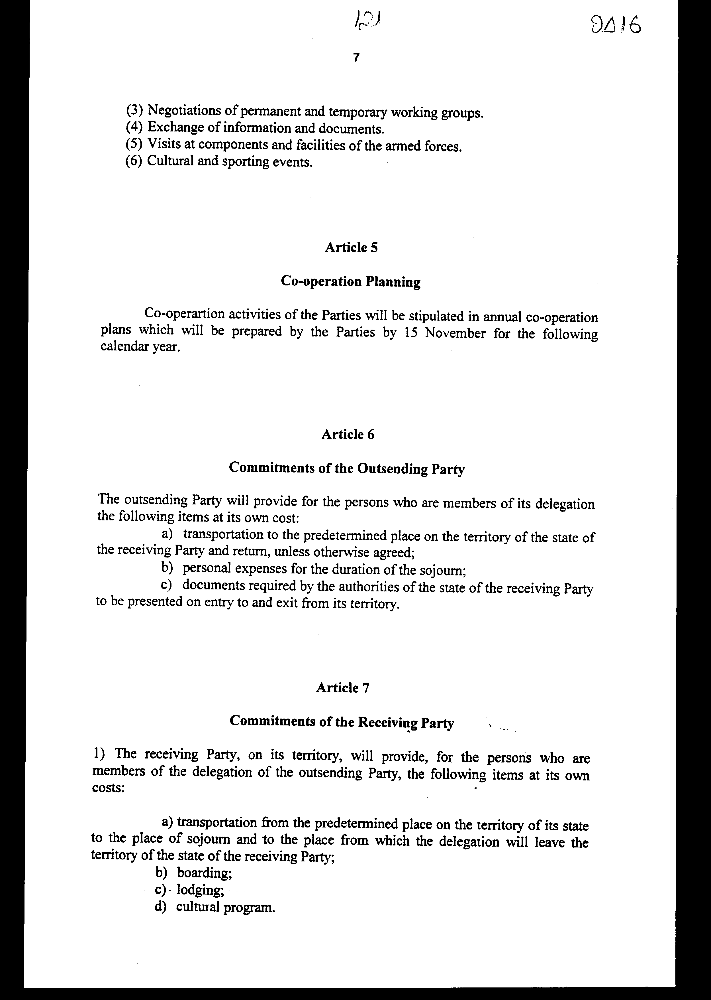 121
9Δ16
7
(3) Negotiations of permanent and temporary working groups.
(4) Exchange of information and documents.
(5) Visits at components and facilities of the armed forces.
(6) Cultural and sporting events.
Article 5
Co-operation Planning
Co-operartion activities of the Parties will be stipulated in annual co-operation
plans which will be prepared by the Parties by 15 November for the following
calendar year.
Article 6
Commitments of the Outsending Party
The outsending Party will provide for the persons who are members of its delegation
the following items at its own cost:
a) transportation to the predetermined place on the territory of the state of
the receiving Party and return, unless otherwise agreed;
b) personal expenses for the duration of the sojourn;
c) documents required by the authorities of the state of the receiving Party
to be presented on entry to and exit from its territory.
Article 7
Commitments of the Receiving Party
1) The receiving Party, on its territory, will provide, for the persons who are
members of the delegation of the outsending Party, the following items at its own
costs:
a) transportation from the predetermined place on the territory of its state
to the place of sojourn and to the place from which the delegation will leave the
territory of the state of the receiving Party;
b) boarding;
c) lodging;
d) cultural program.